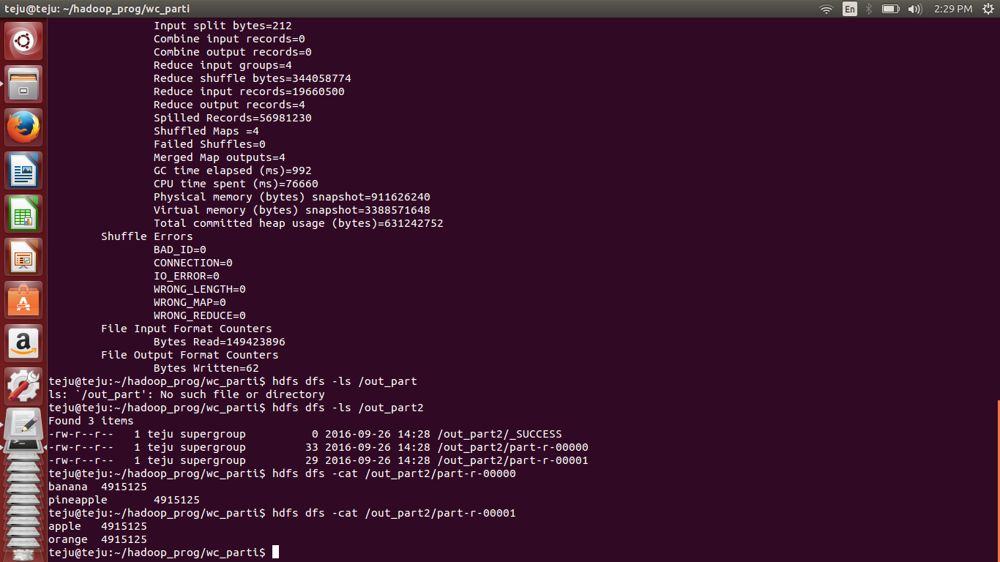 teju@teju: ~/hadoop_prog/wc_parti
En
2:29 PM
Input split bytes=212
Combine input records=0
Combine output records=0
Reduce input groups=4
Reduce shuffle bytes=344058774
Reduce input records=19660500
Reduce output records=4
Spilled Records=56981230
Shuffled Maps =4
Failed Shuffles=0
Merged Map outputs=4
GC time elapsed (ms)=992
CPU time spent (ms)=76660
Physical memory (bytes) snapshot=911626240
Virtual memory (bytes) snapshot=3388571648
Total committed heap usage (bytes)=631242752
Shuffle Errors
BAD_ID=0
CONNECTION=0
IO_ERROR=0
WRONG_LENGTH=0
WRONG_MAP=0
WRONG_REDUCE=0
File Input Format Counters
Bytes Read=149423896
File Output Format Counters
Bytes Written=62
teju@teju:~/hadoop_prog/wc_parti$ hdfs dfs -ls /out_part
ls: `/out_part': No such file or directory
teju@teju:~/hadoop_prog/wc_parti$ hdfs dfs -ls /out_part2
Found 3 items
-rw-r--r--   1 teju supergroup          0 2016-09-26 14:28 /out_part2/_SUCCESS
-rw-r--r--   1 teju supergroup         33 2016-09-26 14:28 /out_part2/part-r-00000
-rw-r--r--   1 teju supergroup         29 2016-09-26 14:28 /out_part2/part-r-00001
teju@teju:~/hadoop_prog/wc_parti$ hdfs dfs -cat /out_part2/part-r-00000
banana  4915125
pineapple       4915125
teju@teju:~/hadoop_prog/wc_parti$ hdfs dfs -cat /out_part2/part-r-00001
apple   4915125
orange  4915125
teju@teju:~/hadoop_prog/wc_parti$